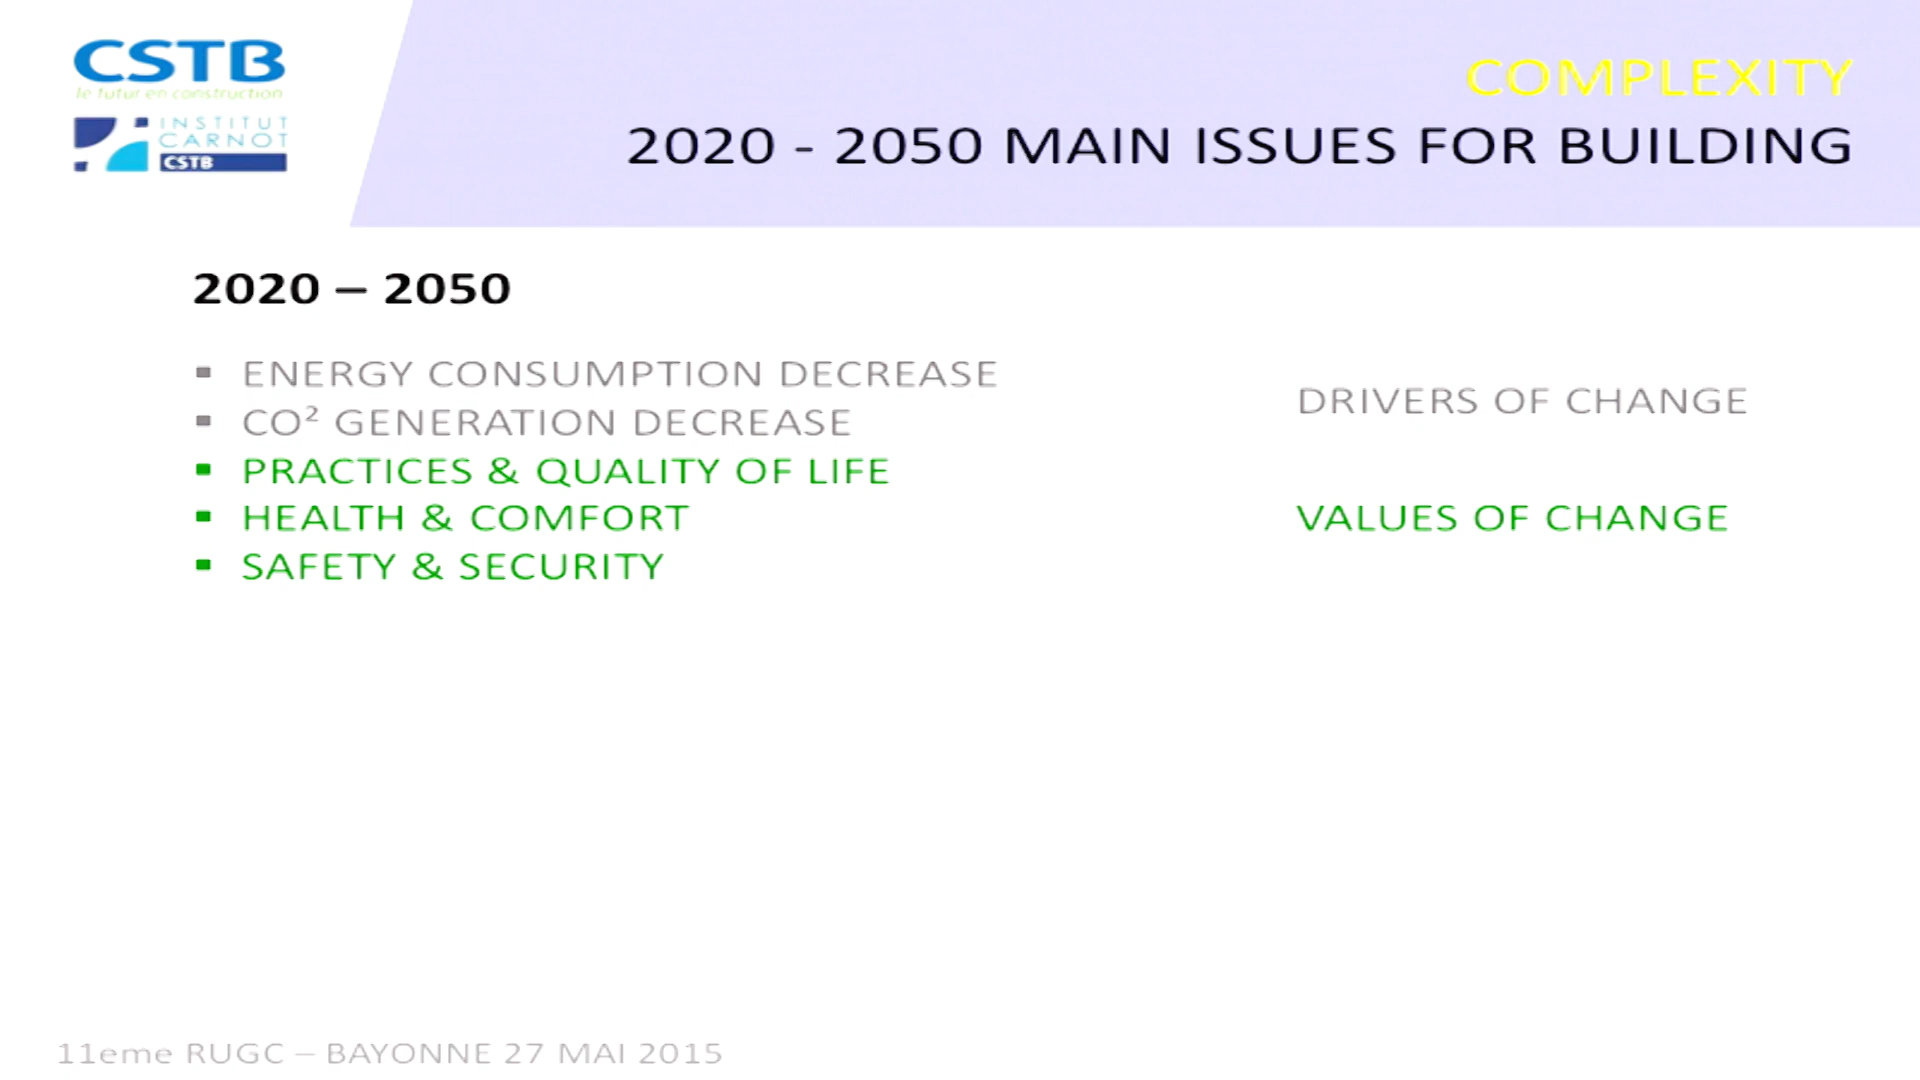 CSTB
le futur en construction
INSTITUT
CARNOT
CSTB
COMPLEXITY
2020 - 2050 MAIN ISSUES FOR BUILDING
2020 – 2050
▪ ENERGY CONSUMPTION DECREASE
▪ CO² GENERATION DECREASE
DRIVERS OF CHANGE
▪ PRACTICES & QUALITY OF LIFE
▪ HEALTH & COMFORT
VALUES OF CHANGE
▪ SAFETY & SECURITY
11eme RUGC – BAYONNE 27 MAI 2015